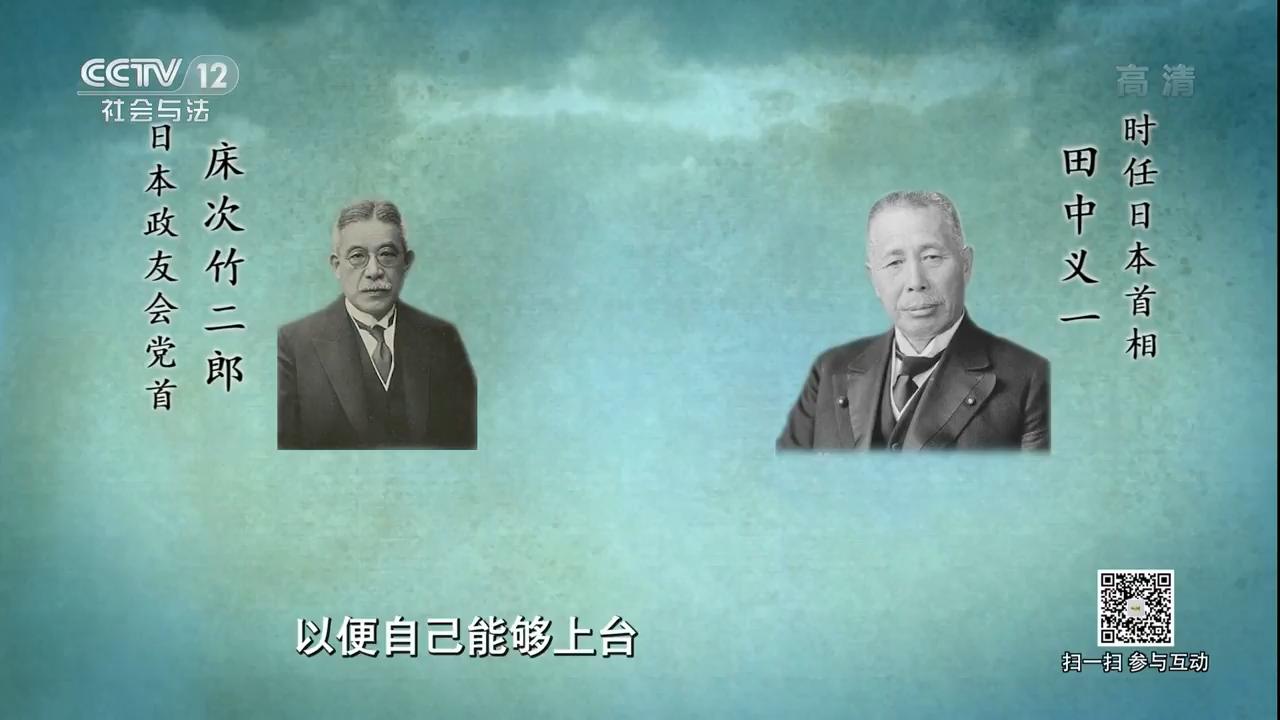 CCTV 12
社会与法
高清
日本政友会党首
床次竹二郎
时任日本首相
田中义一
以便自己能够上台
扫一扫 参与互动